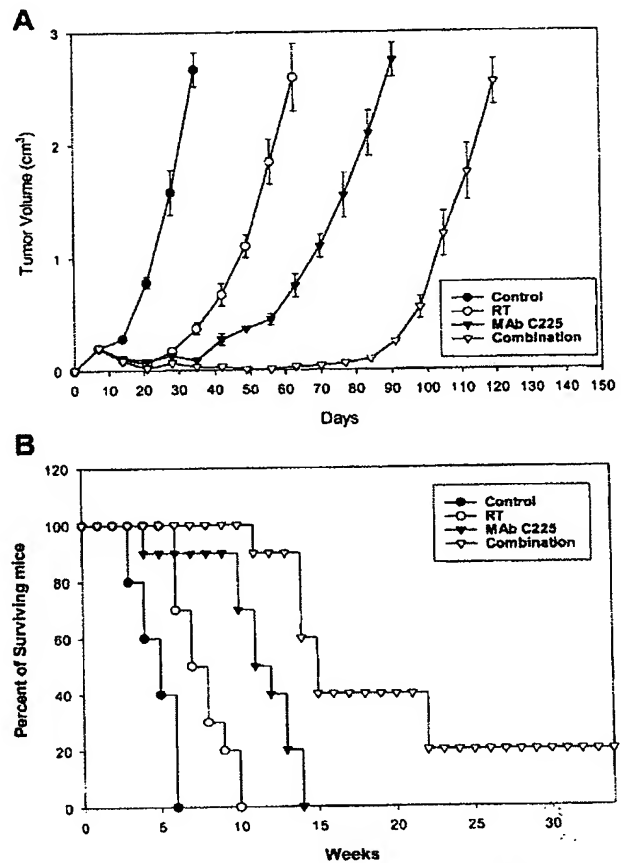 A
3
2
1
0
Tumor Volume (cm³)
Control
RT
MAb C225
Combination
0 10 20 30 40 50 60 70 80 90 100 110 120 130 140 150
Days
B
120
100
80
60
40
20
0
Percent of Surviving mice
Control
RT
MAb C225
Combination
0 5 10 15 20 25 30
Weeks